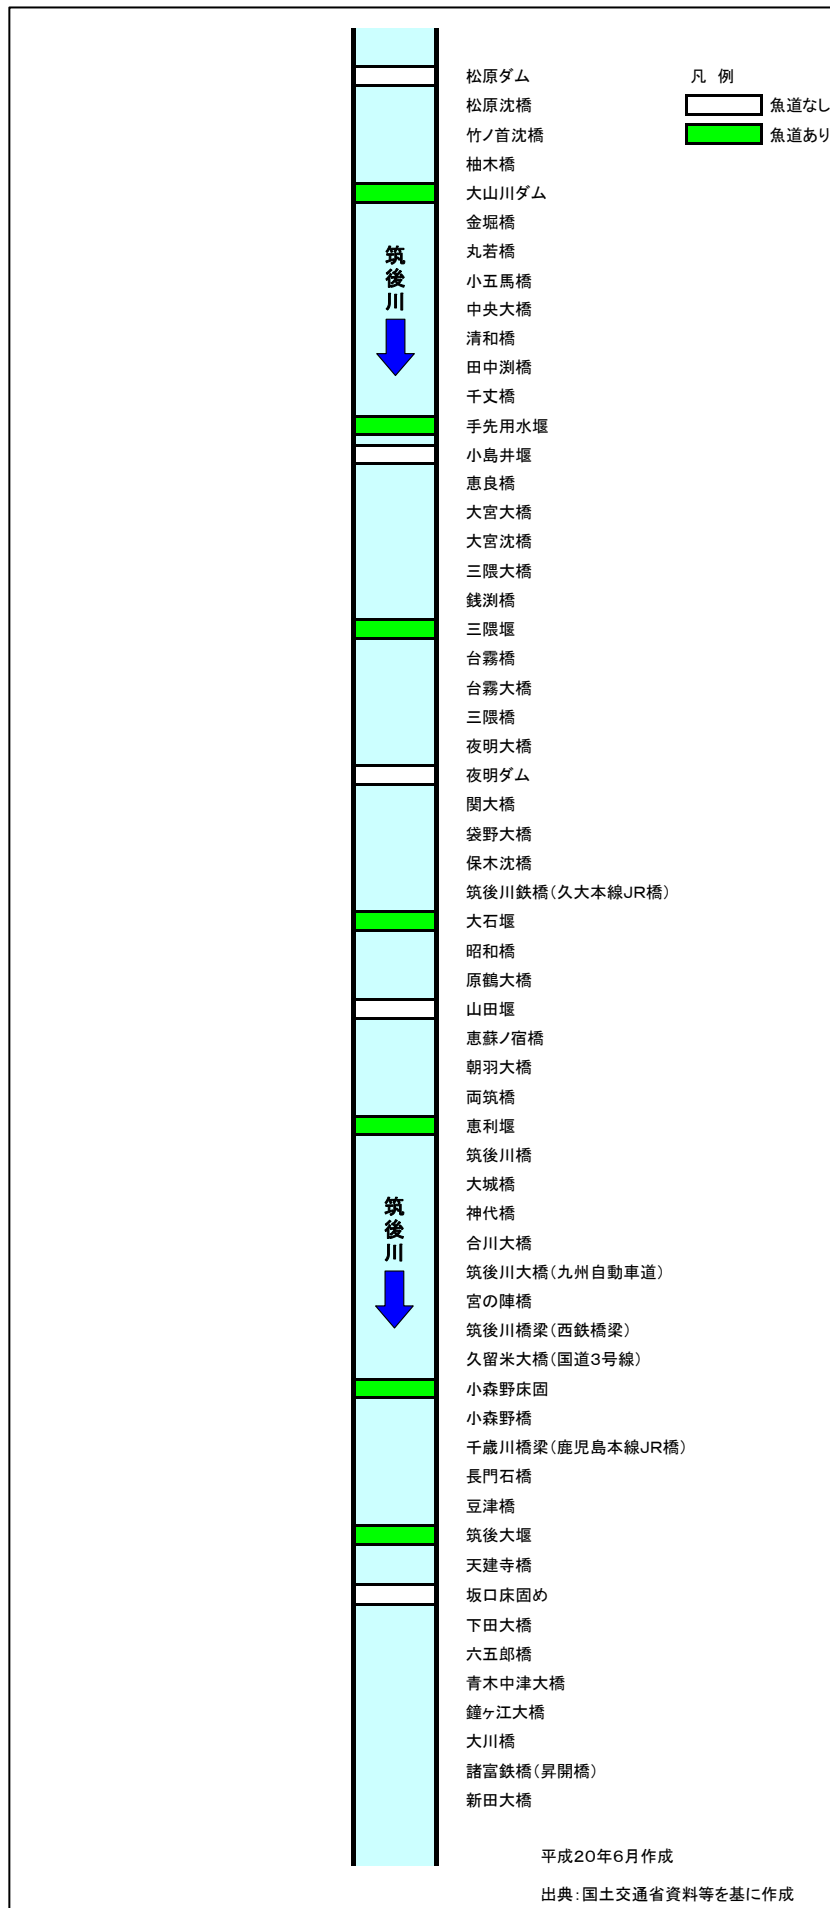 松原ダム
凡 例
松原沈橋
魚道なし
竹ノ首沈橋
魚道あり
柚木橋
大山川ダム
金堀橋
丸若橋
小五馬橋
中央大橋
清和橋
田中渕橋
千丈橋
筑後川
手先用水堰
小島井堰
恵良橋
大宮大橋
大宮沈橋
三隈大橋
銭渕橋
三隈堰
台霧橋
台霧大橋
三隈橋
夜明大橋
夜明ダム
関大橋
袋野大橋
保木沈橋
筑後川鉄橋(久大本線JR橋)
大石堰
昭和橋
原鶴大橋
山田堰
恵蘇ノ宿橋
朝羽大橋
両筑橋
恵利堰
筑後川橋
大城橋
神代橋
合川大橋
筑後川
筑後川大橋(九州自動車道)
宮の陣橋
筑後川橋梁(西鉄橋梁)
久留米大橋(国道3号線)
小森野床固
小森野橋
千歳川橋梁(鹿児島本線JR橋)
長門石橋
豆津橋
筑後大堰
天建寺橋
坂口床固め
下田大橋
六五郎橋
青木中津大橋
鐘ヶ江大橋
大川橋
諸富鉄橋(昇開橋)
新田大橋
平成20年6月作成
出典:国土交通省資料等を基に作成